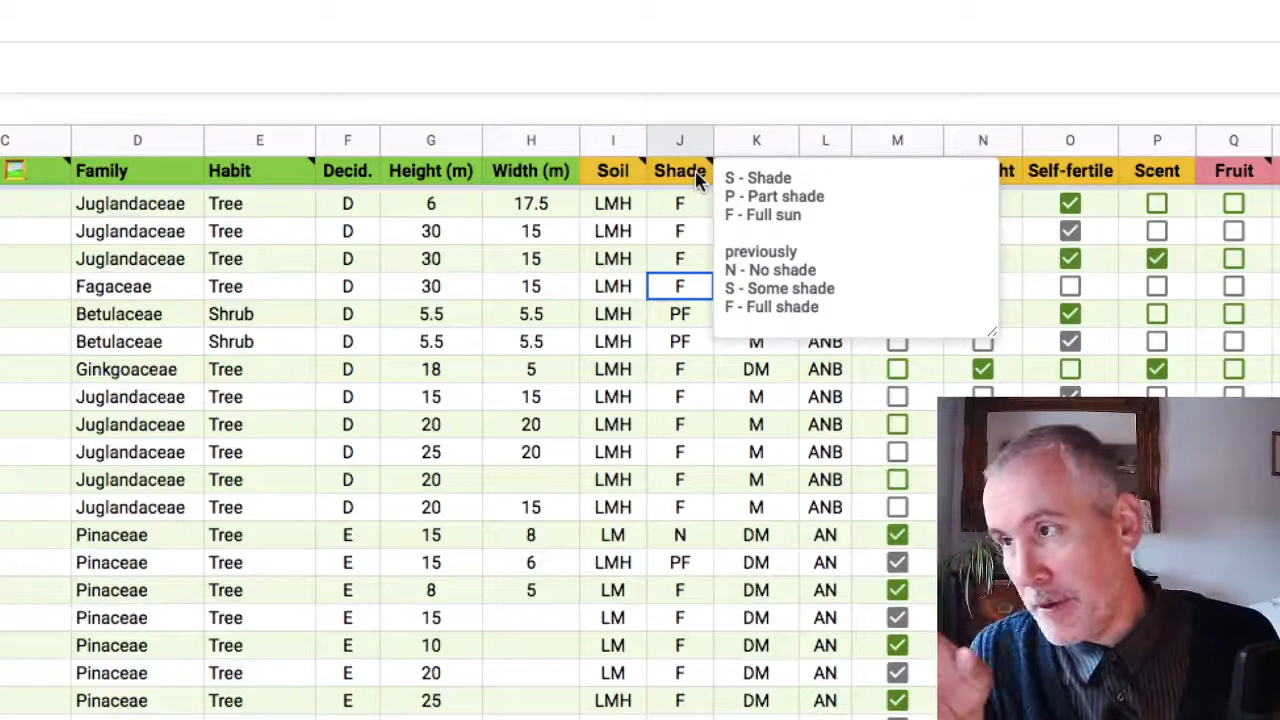 C D E F G H I J K L M N O P Q
Family Habit Decid. Height (m) Width (m) Soil Shade ht Self-fertile Scent Fruit
S - Shade
P - Part shade
F - Full sun
previously
N - No shade
S - Some shade
F - Full shade
Juglandaceae Tree D 6 17.5 LMH F
Juglandaceae Tree D 30 15 LMH F
Juglandaceae Tree D 30 15 LMH F
Fagaceae Tree D 30 15 LMH F
Betulaceae Shrub D 5.5 5.5 LMH PF
Betulaceae Shrub D 5.5 5.5 LMH PF M ANB
Ginkgoaceae Tree D 18 5 LMH F DM ANB
Juglandaceae Tree D 15 15 LMH F M ANB
Juglandaceae Tree D 20 20 LMH F M ANB
Juglandaceae Tree D 25 20 LMH F M ANB
Juglandaceae Tree D 20 LMH F M ANB
Juglandaceae Tree D 20 15 LMH F M ANB
Pinaceae Tree E 15 8 LM N DM AN
Pinaceae Tree E 15 6 LMH PF DM AN
Pinaceae Tree E 8 5 LM F DM AN
Pinaceae Tree E 15 LM F DM AN
Pinaceae Tree E 10 LM F DM AN
Pinaceae Tree E 20 LM F DM AN
Pinaceae Tree E 25 LMH F DM AN